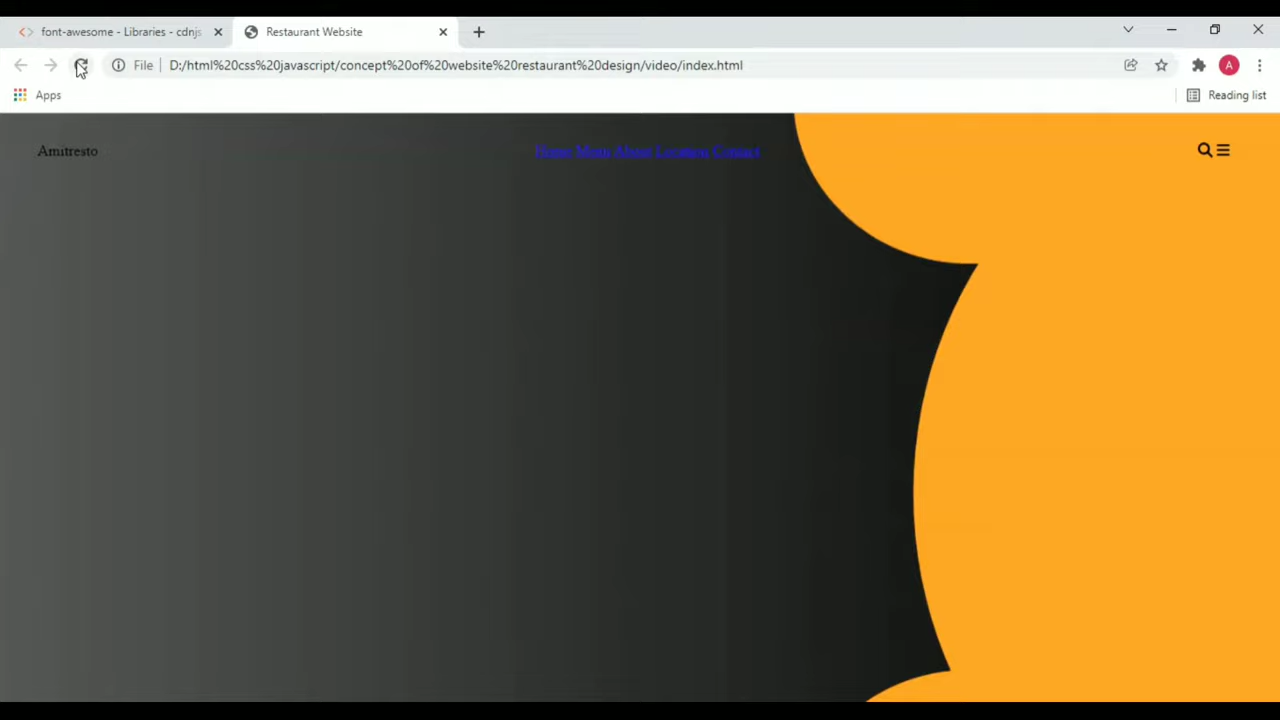 font-awesome - Libraries - cdnjs
Restaurant Website
File
D:/html%20css%20javascript/concept%20of%20website%20restaurant%20design/video/index.html
A
Apps
Reading list
Amitresto
Home Menu About Location Contact